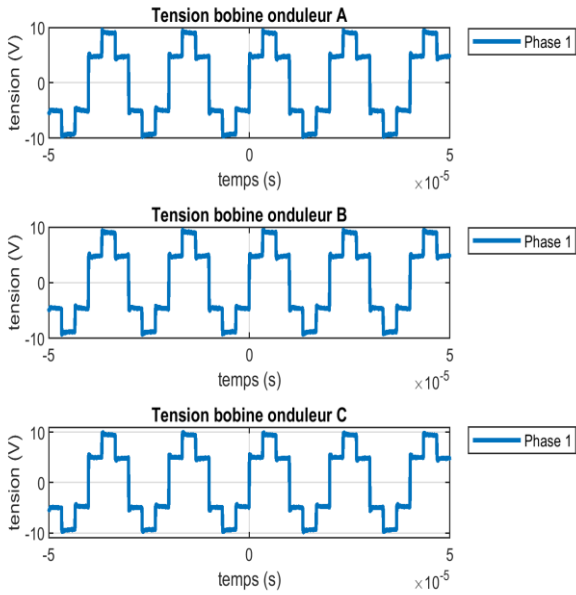 Tension bobine onduleur A
10
0
-10
tension (V)
-5
0
5
temps (s)
×10⁻⁵
Phase 1
Tension bobine onduleur B
10
0
-10
tension (V)
-5
0
5
temps (s)
×10⁻⁵
Phase 1
Tension bobine onduleur C
10
0
-10
tension (V)
-5
0
5
temps (s)
×10⁻⁵
Phase 1